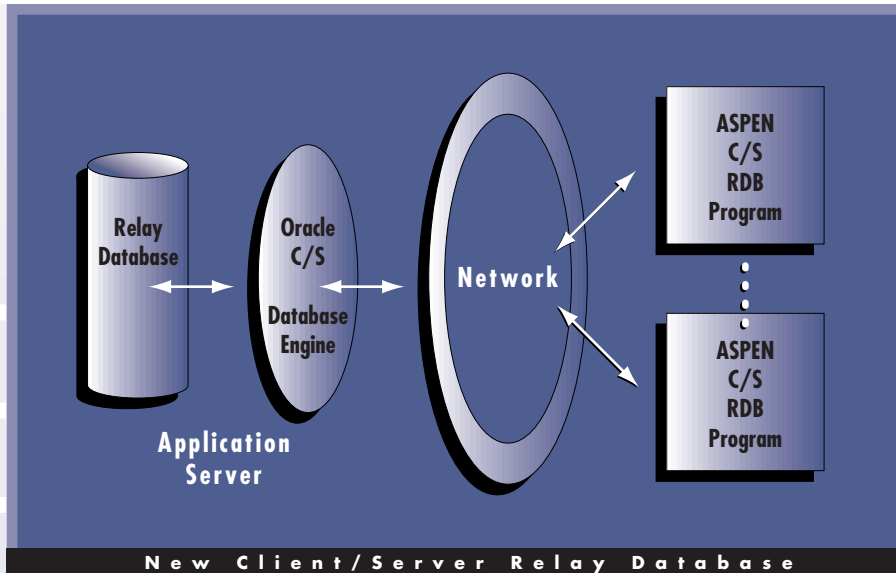 Relay
Database
Oracle
C/S
Database
Engine
Application
Server
Network
ASPEN
C/S
RDB
Program
ASPEN
C/S
RDB
Program
New Client/Server Relay Database